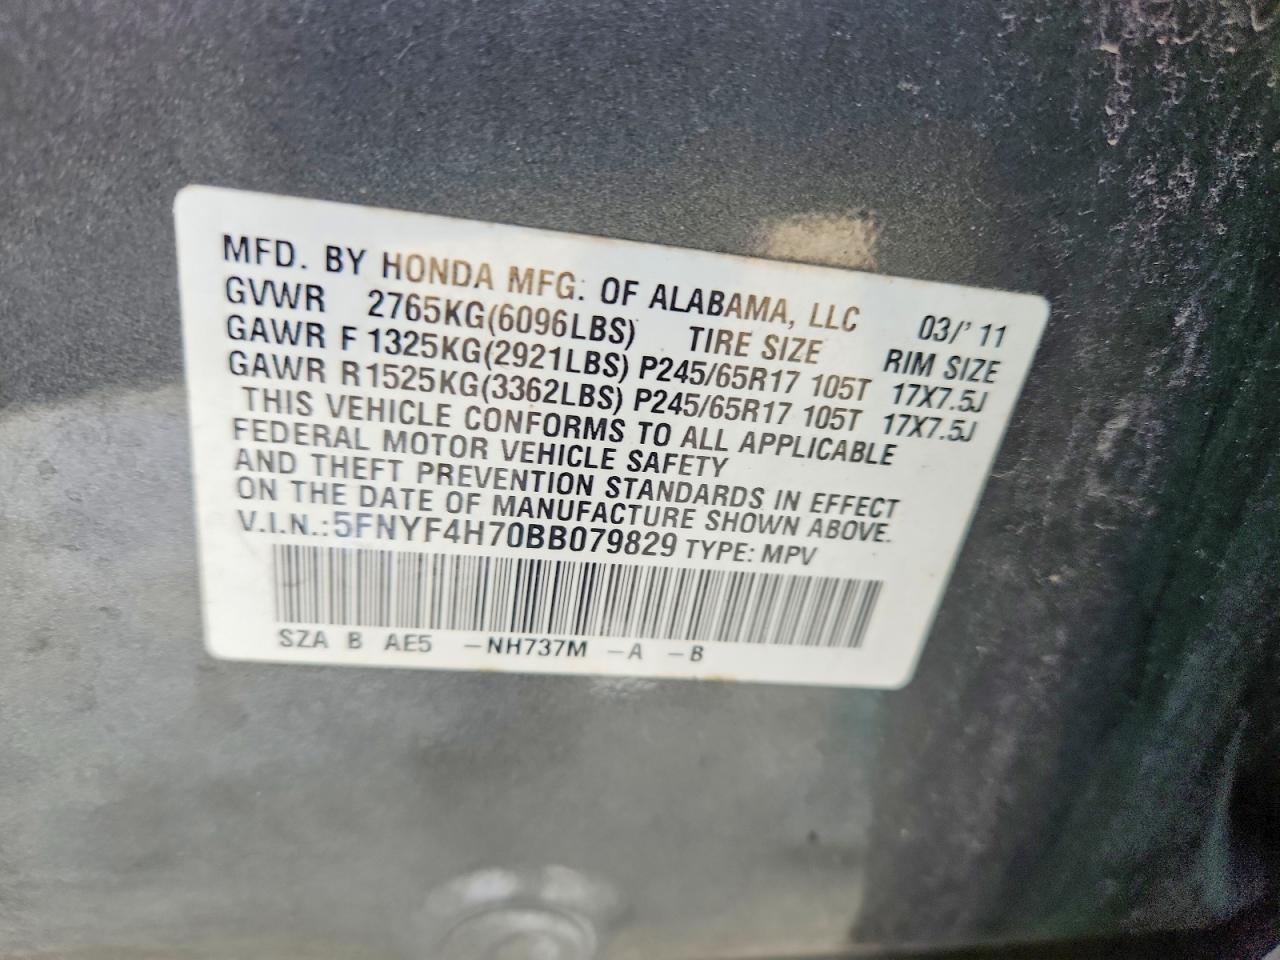 MFD. BY HONDA MFG. OF ALABAMA, LLC 03/'11
GVWR 2765KG(6096LBS) TIRE SIZE RIM SIZE
GAWR F 1325KG(2921LBS) P245/65R17 105T 17X7.5J
GAWR R 1525KG(3362LBS) P245/65R17 105T 17X7.5J
THIS VEHICLE CONFORMS TO ALL APPLICABLE
FEDERAL MOTOR VEHICLE SAFETY
AND THEFT PREVENTION STANDARDS IN EFFECT
ON THE DATE OF MANUFACTURE SHOWN ABOVE.
V.I.N.: 5FNYF4H70BB079829 TYPE: MPV
SZA B AE5 -NH737M -A -B